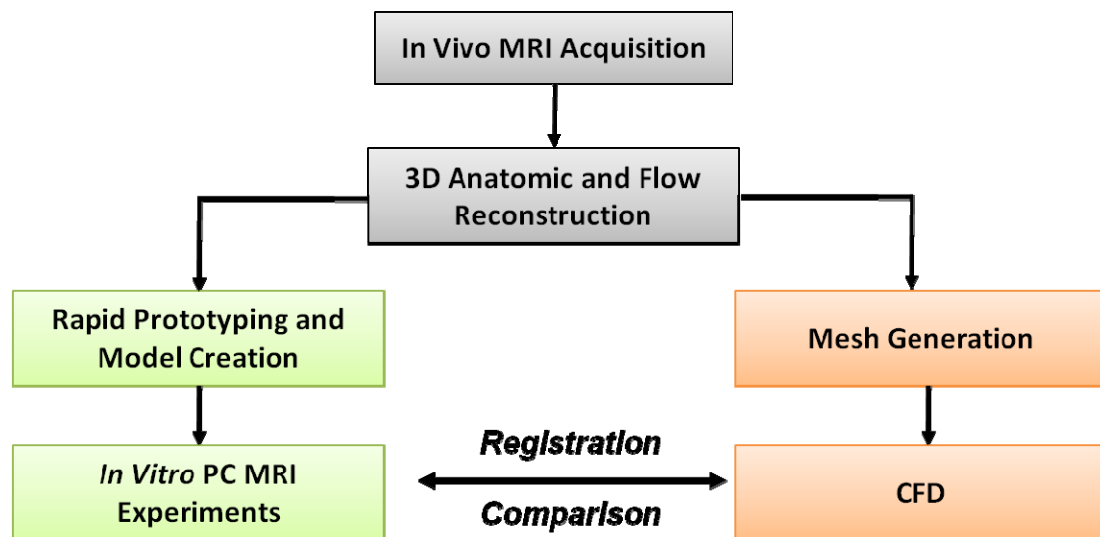 In Vivo MRI Acquisition
3D Anatomic and Flow
Reconstruction
Rapid Prototyping and
Model Creation
Mesh Generation
In Vitro PC MRI
Experiments
Registration
Comparison
CFD